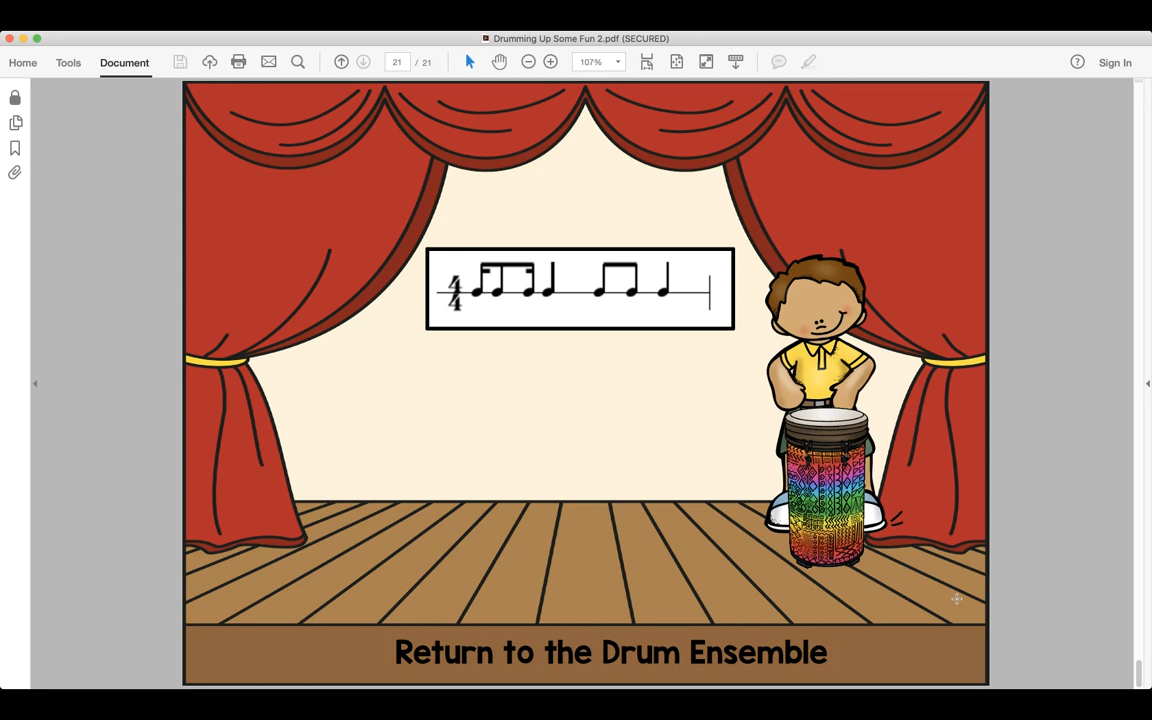 Drumming Up Some Fun 2.pdf (SECURED)
Home Tools Document 21 / 21 107% Sign In
4
4
Return to the Drum Ensemble